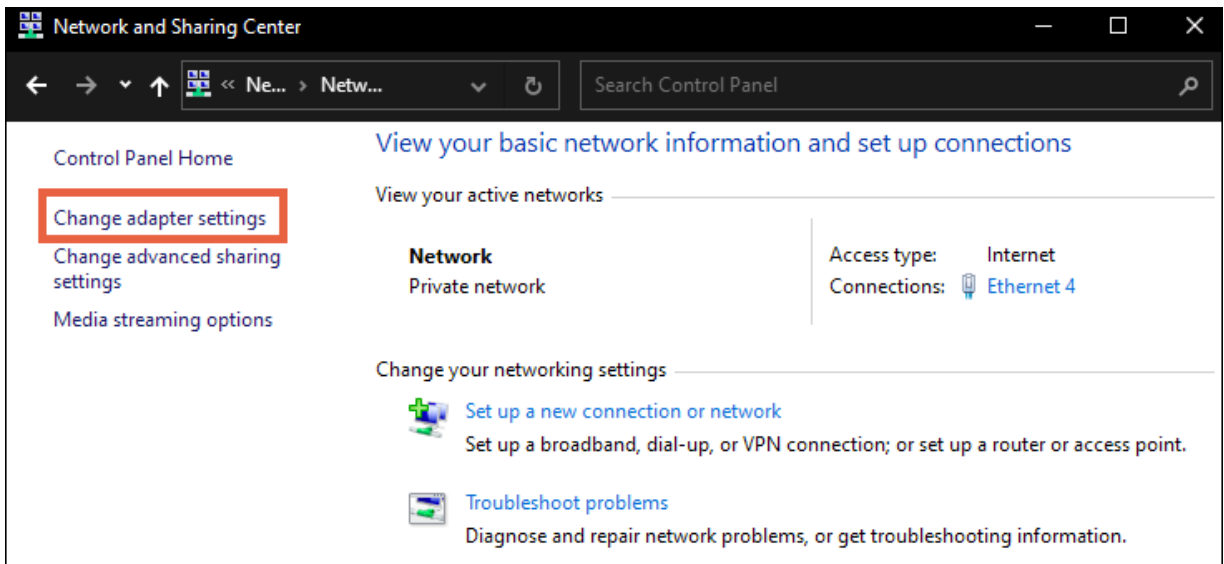 Network and Sharing Center
« Ne... › Netw...
Search Control Panel
Control Panel Home
Change adapter settings
Change advanced sharing
settings
Media streaming options
View your basic network information and set up connections
View your active networks
Network
Private network
Access type: Internet
Connections: Ethernet 4
Change your networking settings
Set up a new connection or network
Set up a broadband, dial-up, or VPN connection; or set up a router or access point.
Troubleshoot problems
Diagnose and repair network problems, or get troubleshooting information.